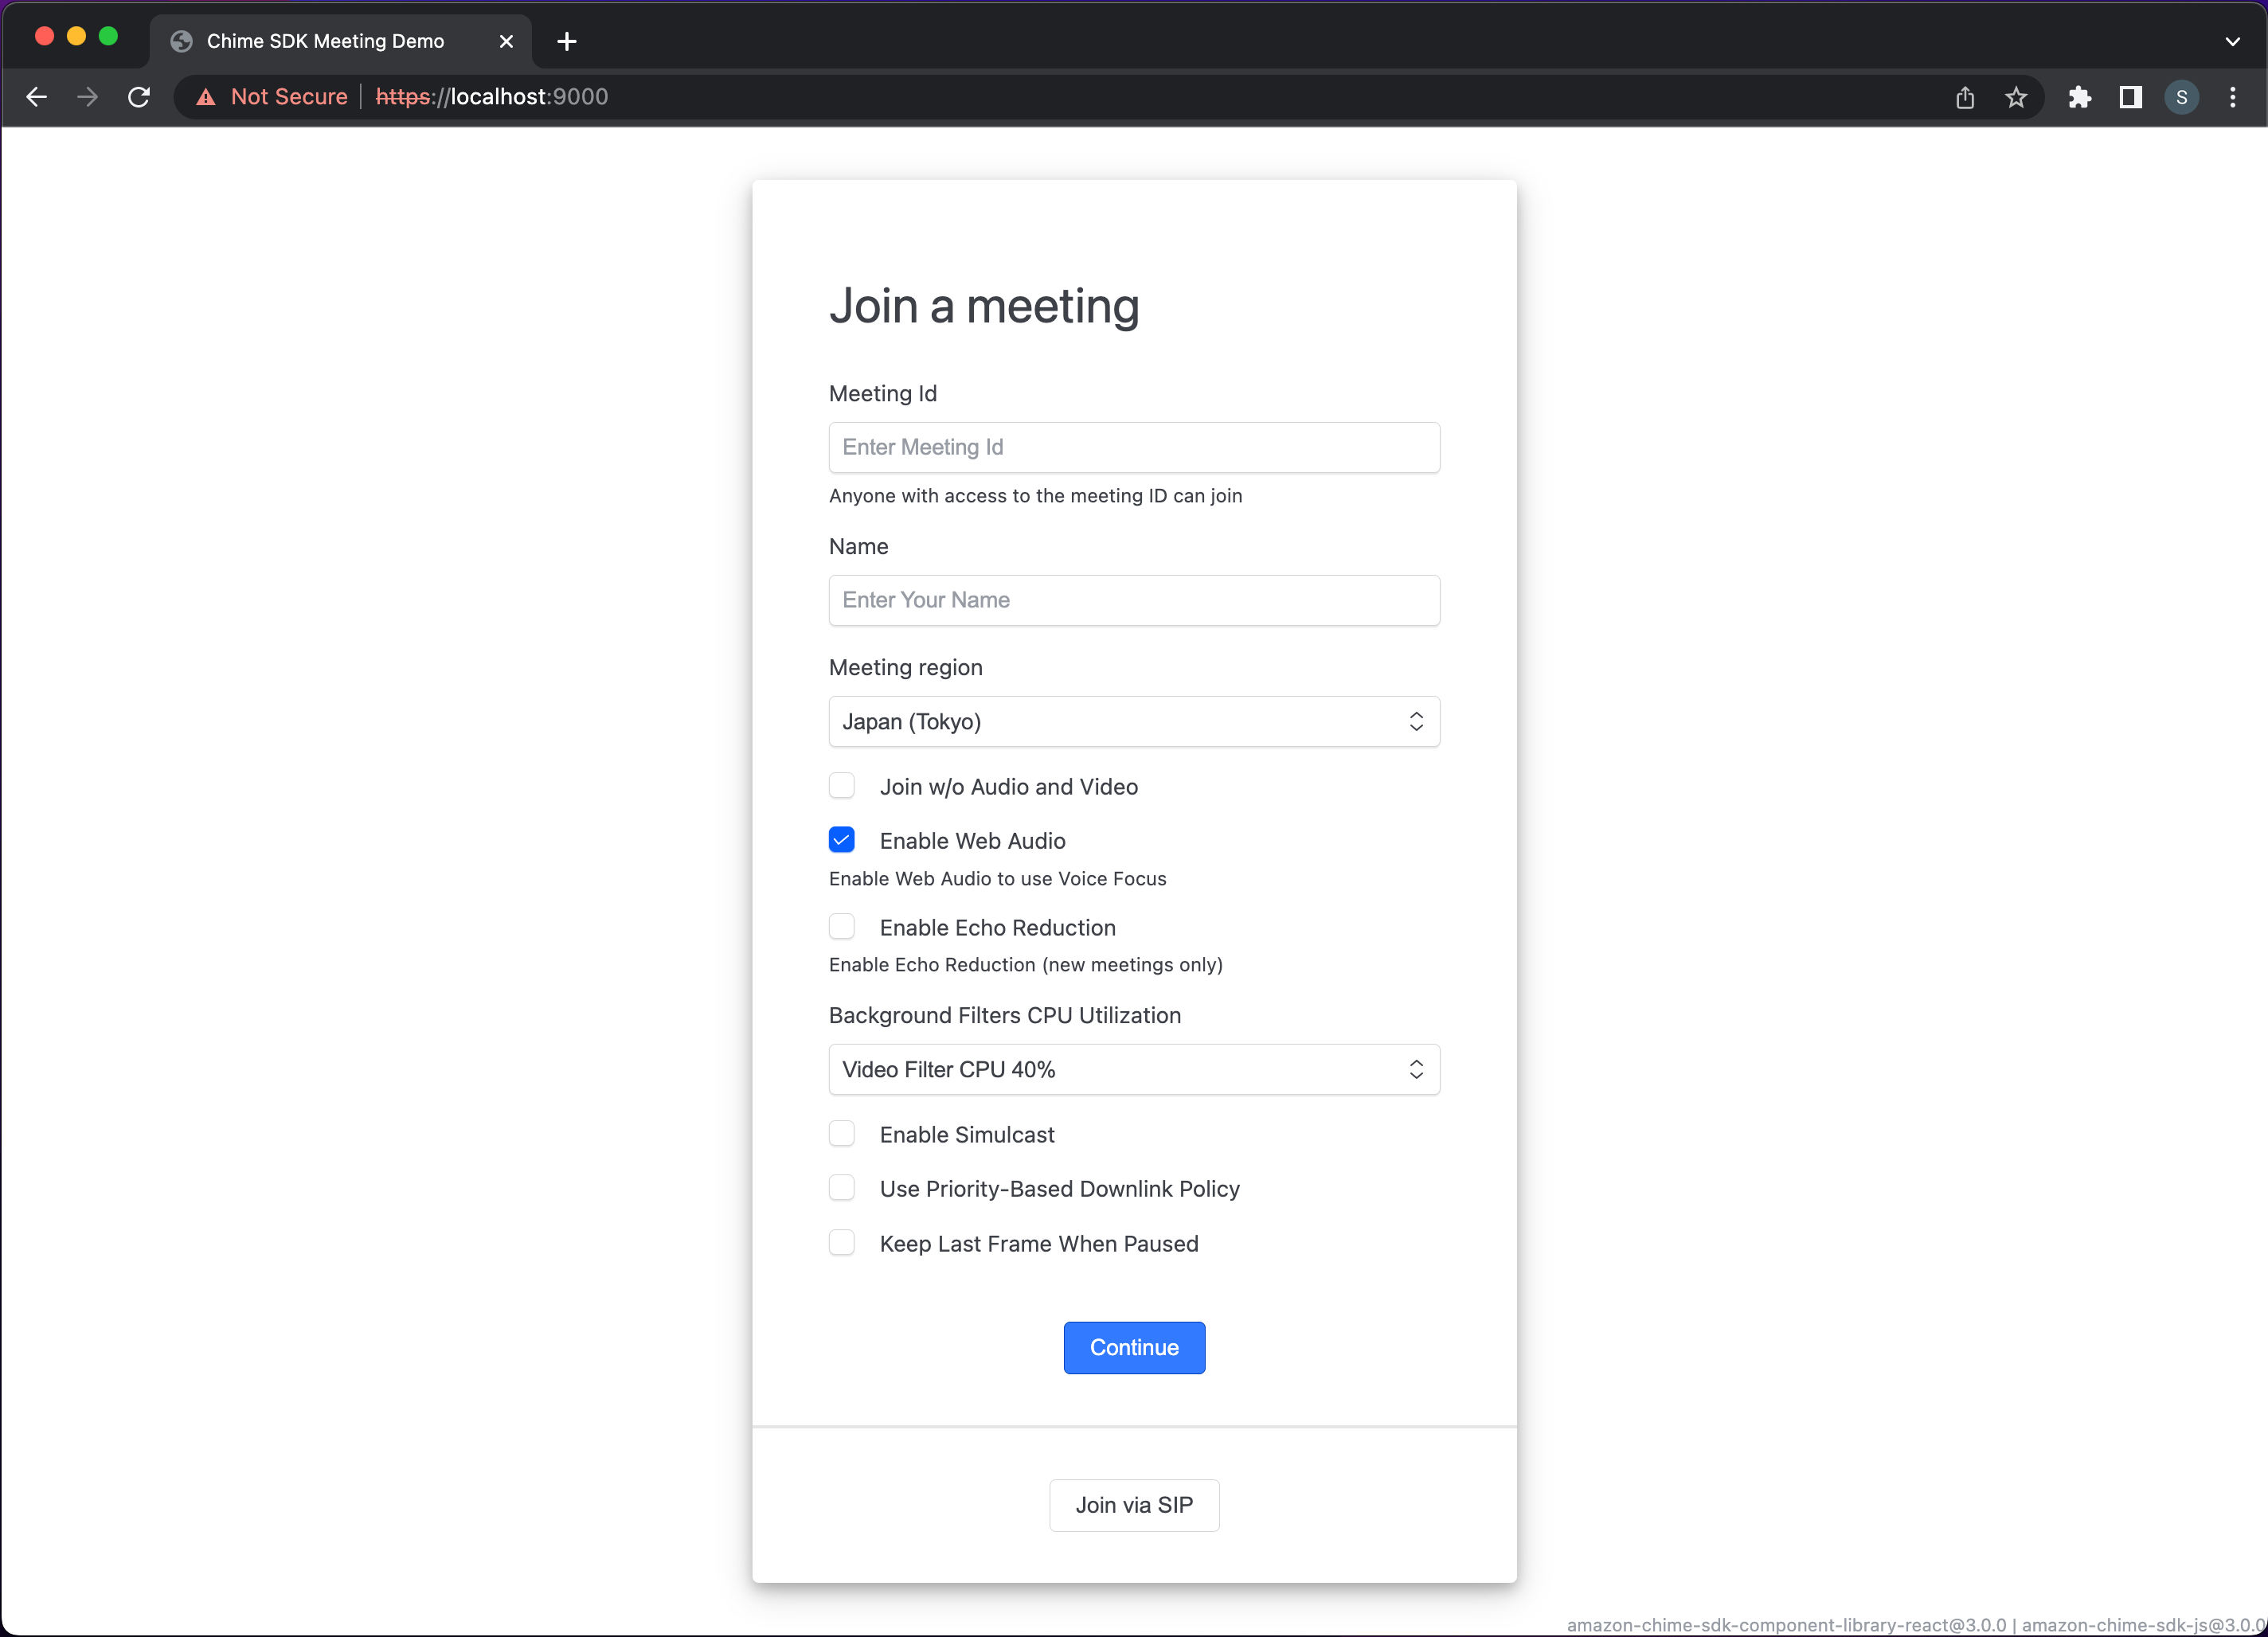 Chime SDK Meeting Demo
Not Secure https://localhost:9000
S
Join a meeting
Meeting Id
Enter Meeting Id
Anyone with access to the meeting ID can join
Name
Enter Your Name
Meeting region
Japan (Tokyo)
Join w/o Audio and Video
Enable Web Audio
Enable Web Audio to use Voice Focus
Enable Echo Reduction
Enable Echo Reduction (new meetings only)
Background Filters CPU Utilization
Video Filter CPU 40%
Enable Simulcast
Use Priority-Based Downlink Policy
Keep Last Frame When Paused
Continue
Join via SIP
amazon-chime-sdk-component-library-react@3.0.0 | amazon-chime-sdk-js@3.0.0